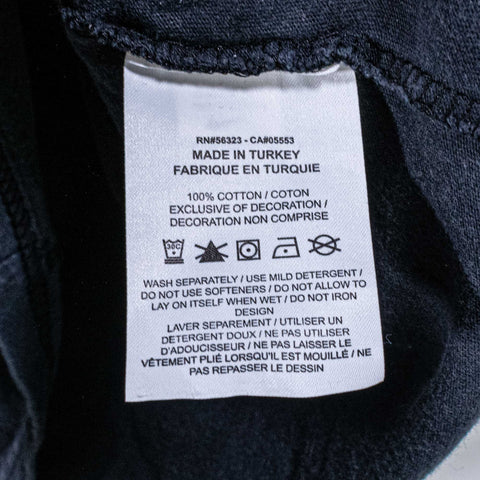 RN#56323 - CA#05553
MADE IN TURKEY
FABRIQUE EN TURQUIE
100% COTTON / COTON
EXCLUSIVE OF DECORATION /
DECORATION NON COMPRISE
30C
WASH SEPARATELY / USE MILD DETERGENT /
DO NOT USE SOFTENERS / DO NOT ALLOW TO
LAY ON ITSELF WHEN WET / DO NOT IRON
DESIGN
LAVER SEPAREMENT / UTILISER UN
DETERGENT DOUX / NE PAS UTILISER
D'ADOUCISSEUR / NE PAS LAISSER LE
VÊTEMENT PLIÉ LORSQU'IL EST MOUILLÉ / NE
PAS REPASSER LE DESSIN